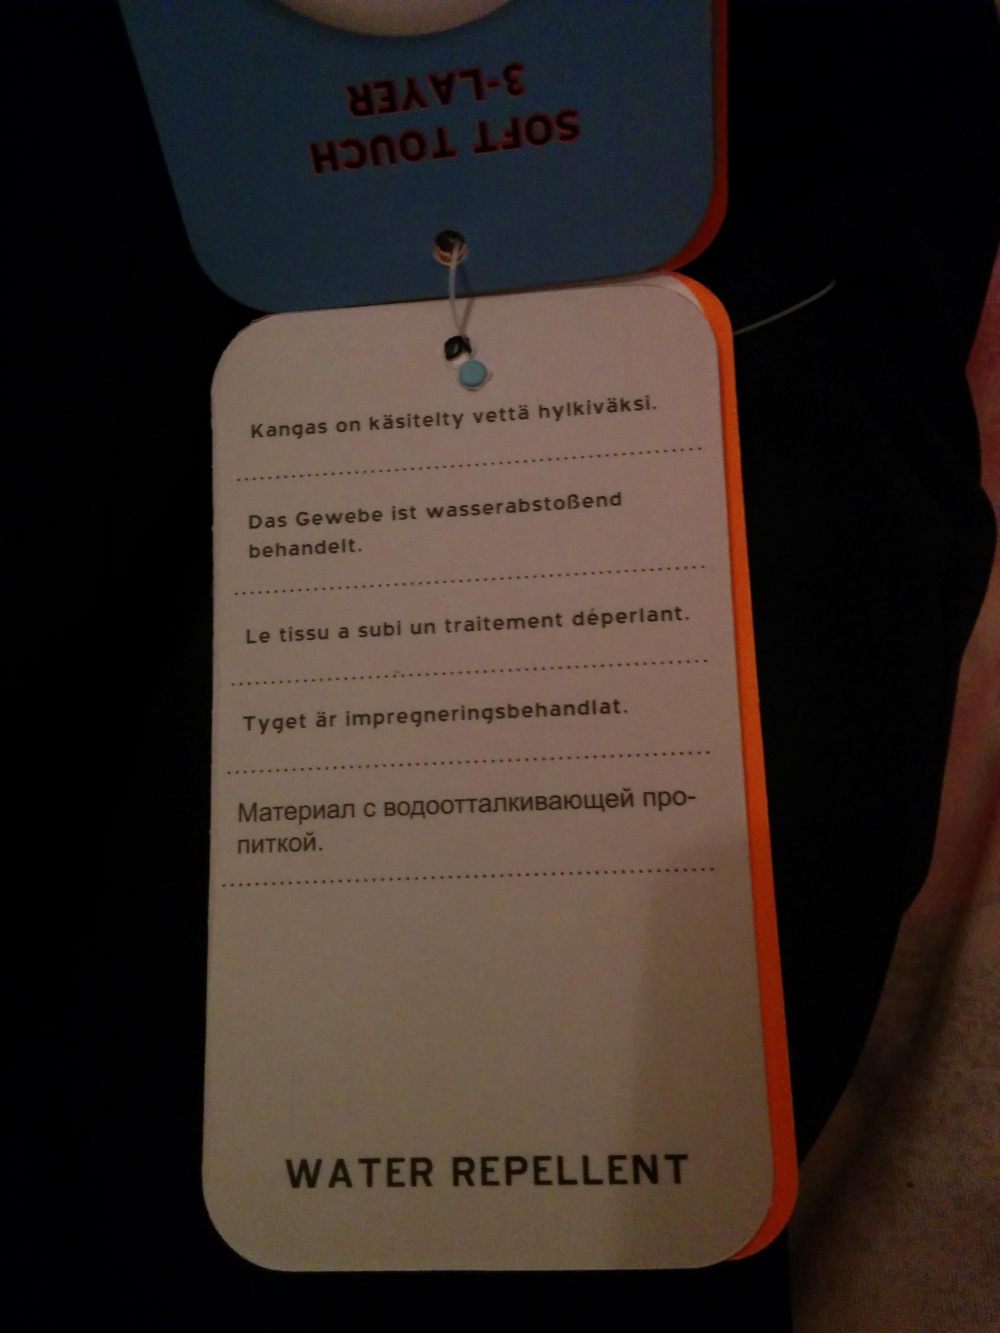 SOFT TOUCH
3-LAYER
Kangas on käsitelty vettä hylkiväksi.
Das Gewebe ist wasserabstoßend
behandelt.
Le tissu a subi un traitement déperlant.
Tyget är impregneringsbehandlat.
Материал с водоотталкивающей про-
питкой.
WATER REPELLENT